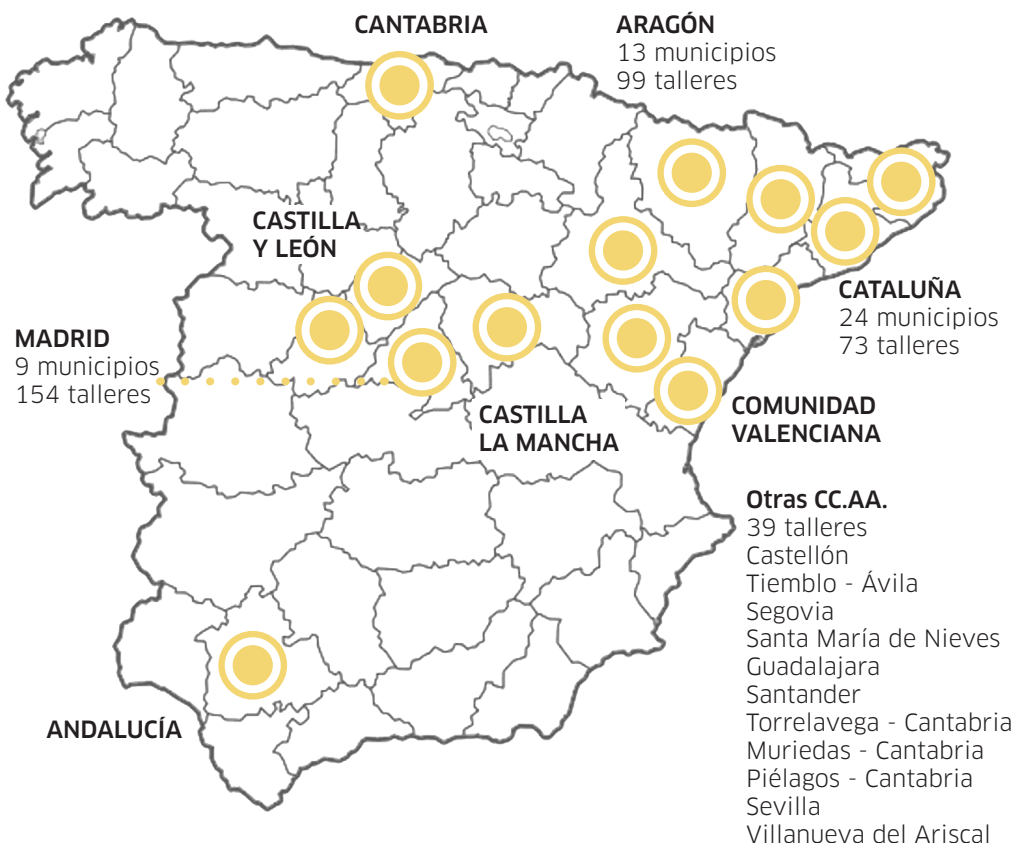 CANTABRIA
ARAGÓN
13 municipios
99 talleres
CASTILLA
Y LEÓN
MADRID
9 municipios
154 talleres
CATALUÑA
24 municipios
73 talleres
CASTILLA
LA MANCHA
COMUNIDAD
VALENCIANA
Otras CC.AA.
39 talleres
Castellón
Tiemblo - Ávila
Segovia
Santa María de Nieves
Guadalajara
Santander
Torrelavega - Cantabria
Muriedas - Cantabria
Piélagos - Cantabria
Sevilla
Villanueva del Ariscal
ANDALUCÍA